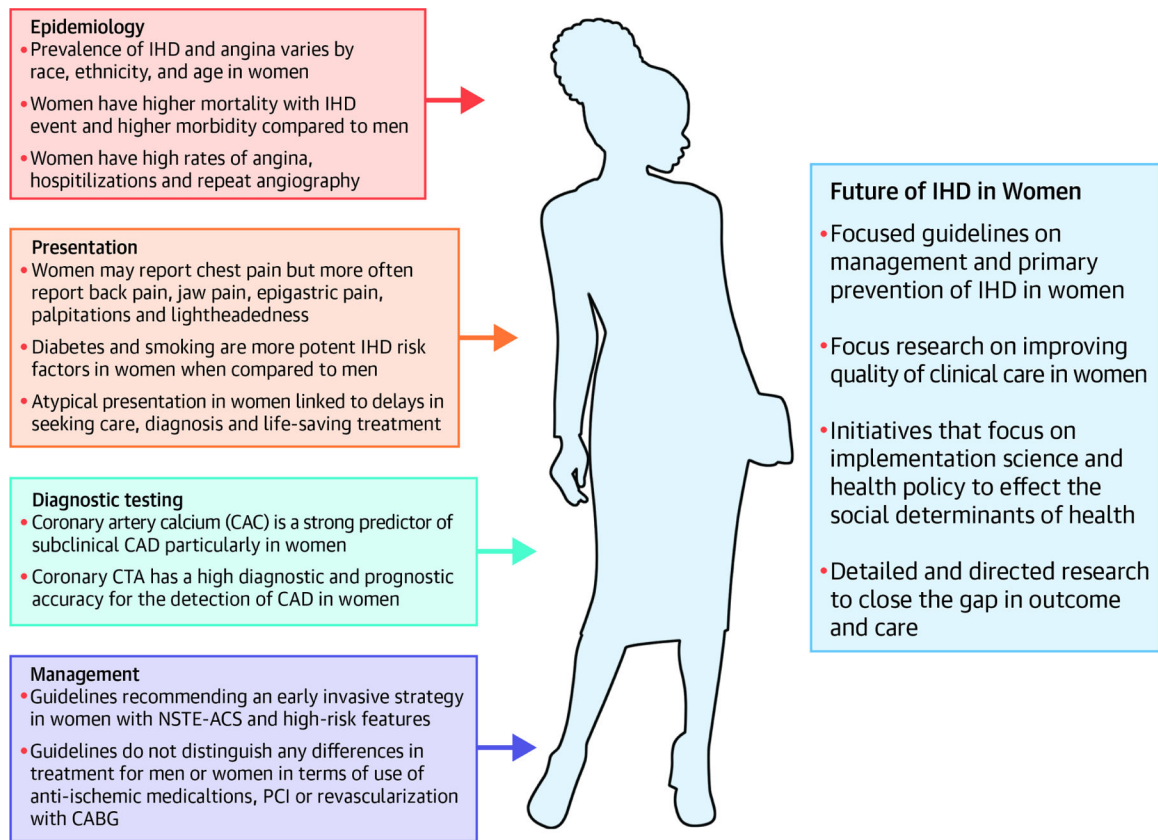 Epidemiology
• Prevalence of IHD and angina varies by
race, ethnicity, and age in women
• Women have higher mortality with IHD
event and higher morbidity compared to men
• Women have high rates of angina,
hospitilizations and repeat angiography
Presentation
• Women may report chest pain but more often
report back pain, jaw pain, epigastric pain,
palpitations and lightheadedness
• Diabetes and smoking are more potent IHD risk
factors in women when compared to men
• Atypical presentation in women linked to delays in
seeking care, diagnosis and life-saving treatment
Diagnostic testing
• Coronary artery calcium (CAC) is a strong predictor of
subclinical CAD particularly in women
• Coronary CTA has a high diagnostic and prognostic
accuracy for the detection of CAD in women
Management
• Guidelines recommending an early invasive strategy
in women with NSTE-ACS and high-risk features
• Guidelines do not distinguish any differences in
treatment for men or women in terms of use of
anti-ischemic medicaltions, PCI or revascularization
with CABG
Future of IHD in Women
• Focused guidelines on
management and primary
prevention of IHD in women
• Focus research on improving
quality of clinical care in women
• Initiatives that focus on
implementation science and
health policy to effect the
social determinants of health
• Detailed and directed research
to close the gap in outcome
and care